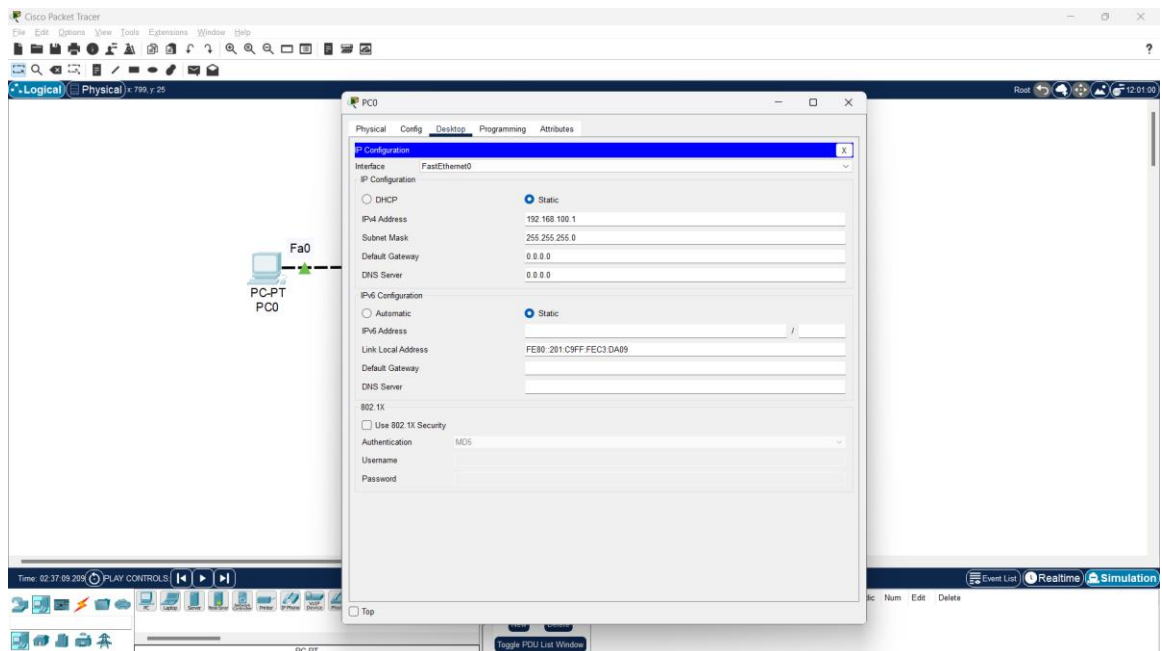 Cisco Packet Tracer
File Edit Options View Tools Extensions Window Help
?
Logical Physical x: 799, y: 25
Root 12:01:00
PC0
Physical Config Desktop Programming Attributes
IP Configuration X
Interface FastEthernet0
IP Configuration
DHCP Static
IPv4 Address 192.168.100.1
Subnet Mask 255.255.255.0
Default Gateway 0.0.0.0
DNS Server 0.0.0.0
IPv6 Configuration
Automatic Static
IPv6 Address /
Link Local Address FE80::201:C9FF:FEC3:DA09
Default Gateway
DNS Server
802.1X
Use 802.1X Security
Authentication MD5
Username
Password
Top
Fa0
PC-PT
PC0
Time: 02:37:09.209 PLAY CONTROLS:
Event List Realtime Simulation
Num Edit Delete
New Delete
Toggle PDU List Window
PC-PT